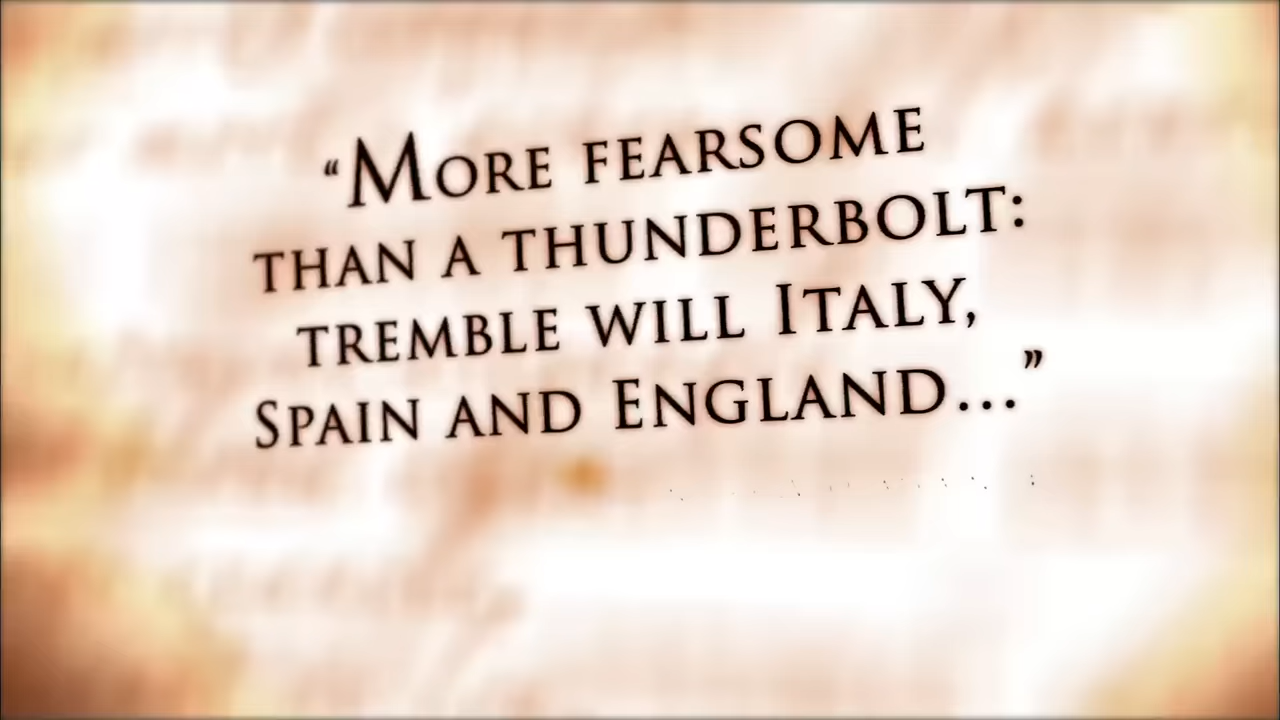 “More fearsome
than a thunderbolt:
tremble will Italy,
Spain and England…”